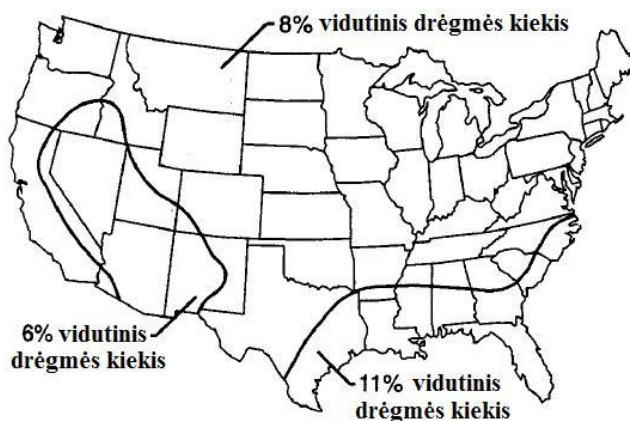 8% vidutinis drėgmės kiekis
6% vidutinis
drėgmės kiekis
11% vidutinis
drėgmės kiekis